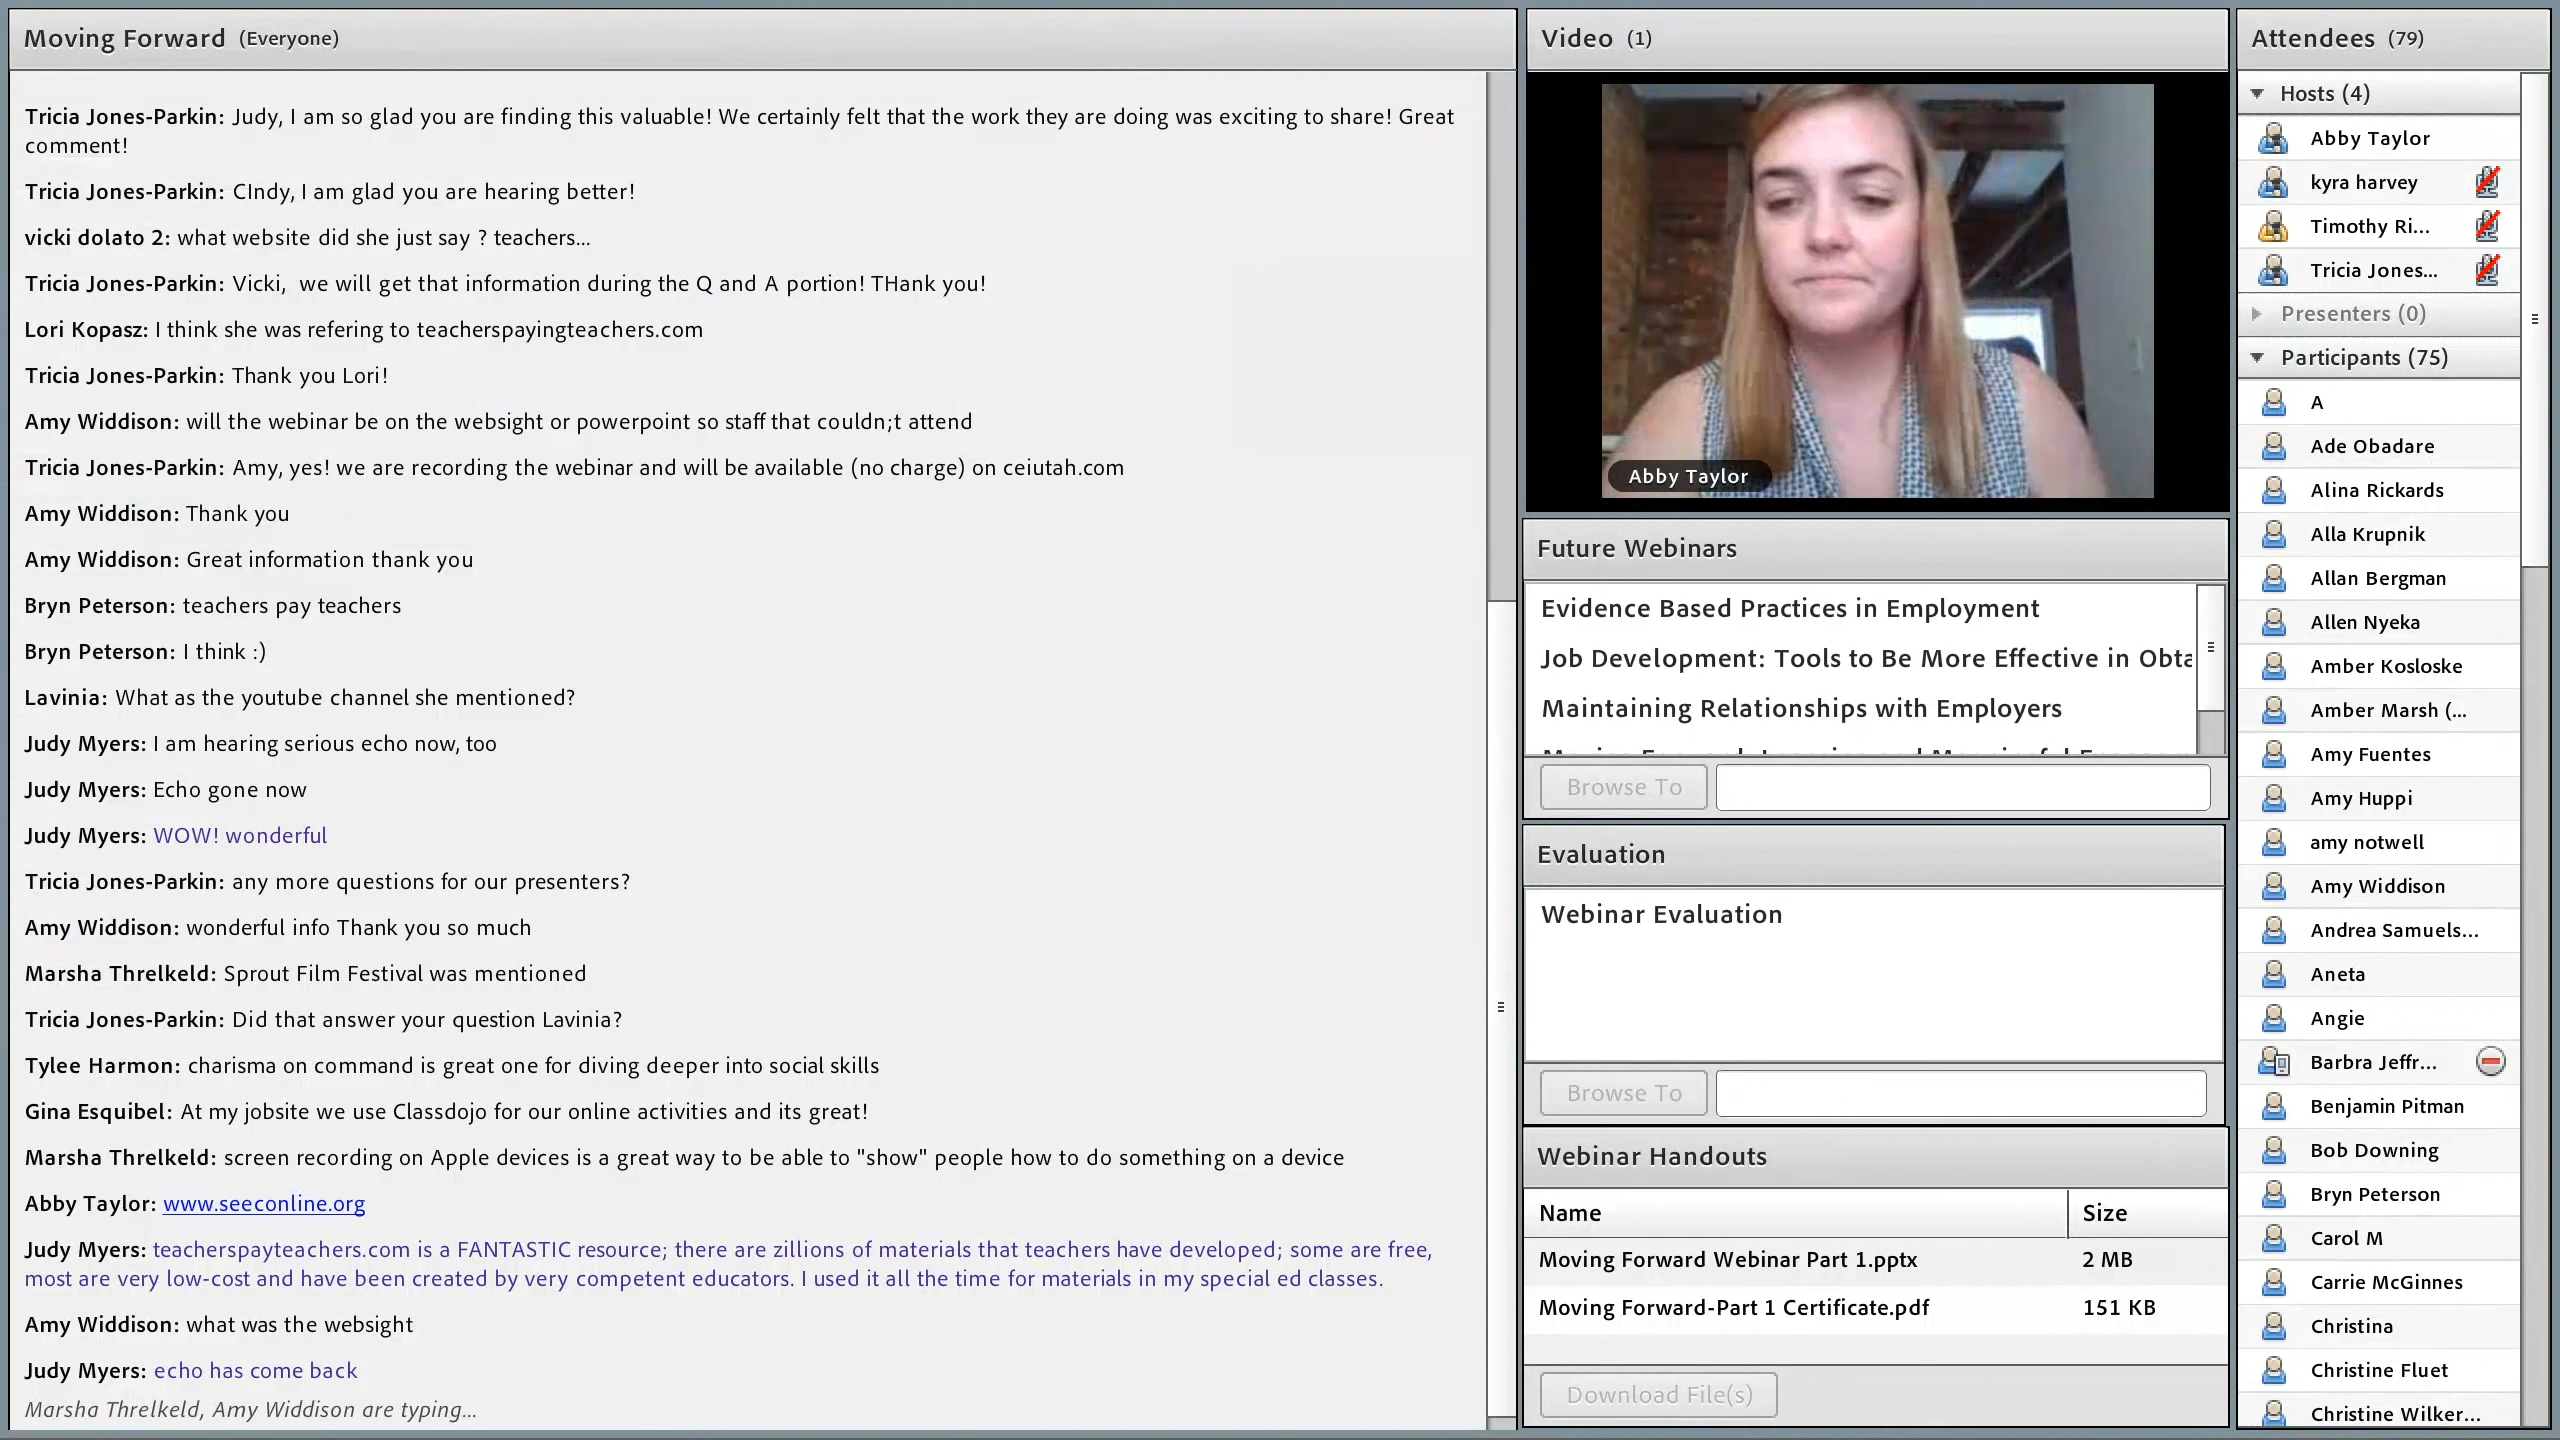 Moving Forward (Everyone)
Tricia Jones-Parkin: Judy, I am so glad you are finding this valuable! We certainly felt that the work they are doing was exciting to share! Great
comment!
Tricia Jones-Parkin: CIndy, I am glad you are hearing better!
vicki dolato 2: what website did she just say ? teachers...
Tricia Jones-Parkin: Vicki,  we will get that information during the Q and A portion! THank you!
Lori Kopasz: I think she was refering to teacherspayingteachers.com
Tricia Jones-Parkin: Thank you Lori!
Amy Widdison: will the webinar be on the websight or powerpoint so staff that couldn;t attend
Tricia Jones-Parkin: Amy, yes! we are recording the webinar and will be available (no charge) on ceiutah.com
Amy Widdison: Thank you
Amy Widdison: Great information thank you
Bryn Peterson: teachers pay teachers
Bryn Peterson: I think :)
Lavinia: What as the youtube channel she mentioned?
Judy Myers: I am hearing serious echo now, too
Judy Myers: Echo gone now
Judy Myers: WOW! wonderful
Tricia Jones-Parkin: any more questions for our presenters?
Amy Widdison: wonderful info Thank you so much
Marsha Threlkeld: Sprout Film Festival was mentioned
Tricia Jones-Parkin: Did that answer your question Lavinia?
Tylee Harmon: charisma on command is great one for diving deeper into social skills
Gina Esquibel: At my jobsite we use Classdojo for our online activities and its great!
Marsha Threlkeld: screen recording on Apple devices is a great way to be able to "show" people how to do something on a device
Abby Taylor: www.seeconline.org
Judy Myers: teacherspayteachers.com is a FANTASTIC resource; there are zillions of materials that teachers have developed; some are free,
most are very low-cost and have been created by very competent educators. I used it all the time for materials in my special ed classes.
Amy Widdison: what was the websight
Judy Myers: echo has come back
Marsha Threlkeld, Amy Widdison are typing...
Video (1)
Abby Taylor
Future Webinars
Evidence Based Practices in Employment
Job Development: Tools to Be More Effective in Obta
Maintaining Relationships with Employers
Browse To
Evaluation
Webinar Evaluation
Browse To
Webinar Handouts
Name Size
Moving Forward Webinar Part 1.pptx 2 MB
Moving Forward-Part 1 Certificate.pdf 151 KB
Download File(s)
Attendees (79)
Hosts (4)
Abby Taylor
kyra harvey
Timothy Ri...
Tricia Jones...
Presenters (0)
Participants (75)
A
Ade Obadare
Alina Rickards
Alla Krupnik
Allan Bergman
Allen Nyeka
Amber Kosloske
Amber Marsh (...
Amy Fuentes
Amy Huppi
amy notwell
Amy Widdison
Andrea Samuels...
Aneta
Angie
Barbra Jeffr...
Benjamin Pitman
Bob Downing
Bryn Peterson
Carol M
Carrie McGinnes
Christina
Christine Fluet
Christine Wilker...